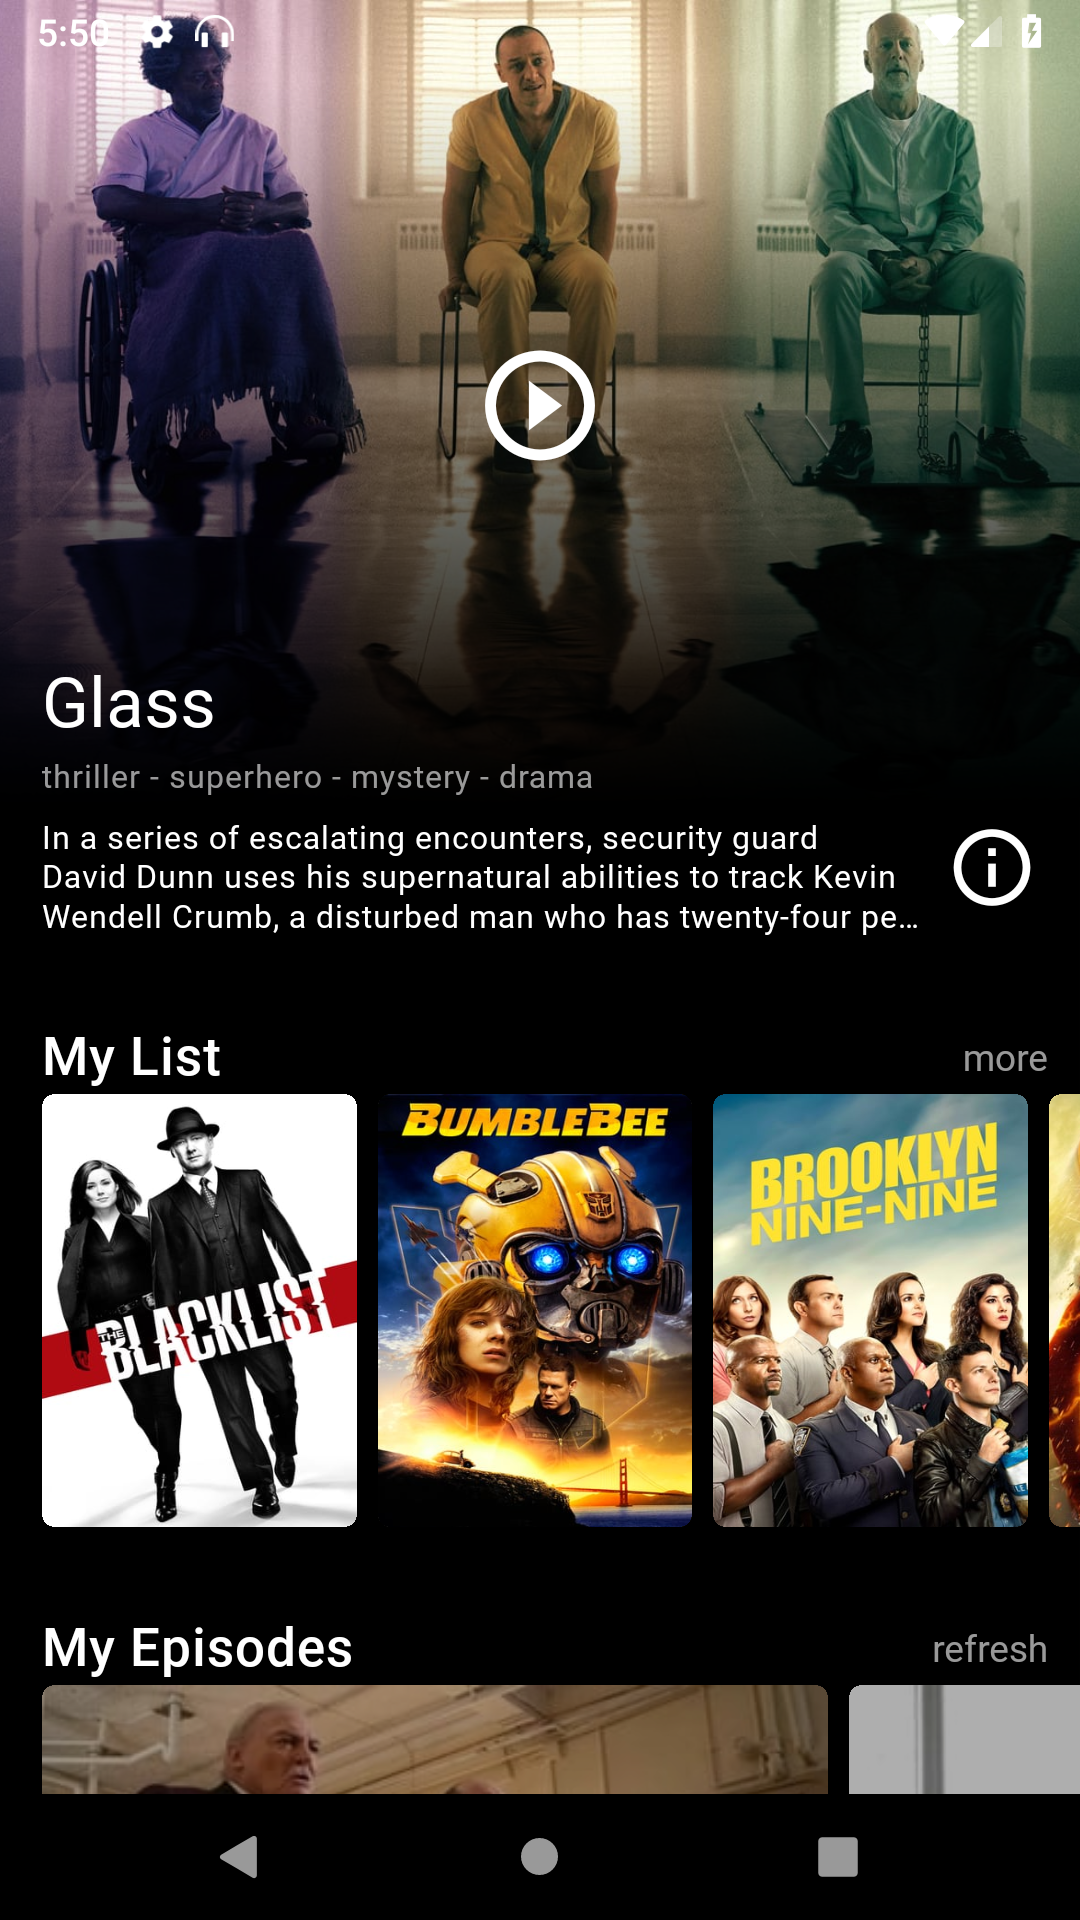 5:50
Glass
thriller - superhero - mystery - drama
In a series of escalating encounters, security guard
David Dunn uses his supernatural abilities to track Kevin
Wendell Crumb, a disturbed man who has twenty-four pe…
My List
more
THE
BLACKLIST
BUMBLEBEE
BROOKLYN
NINE-NINE
My Episodes
refresh